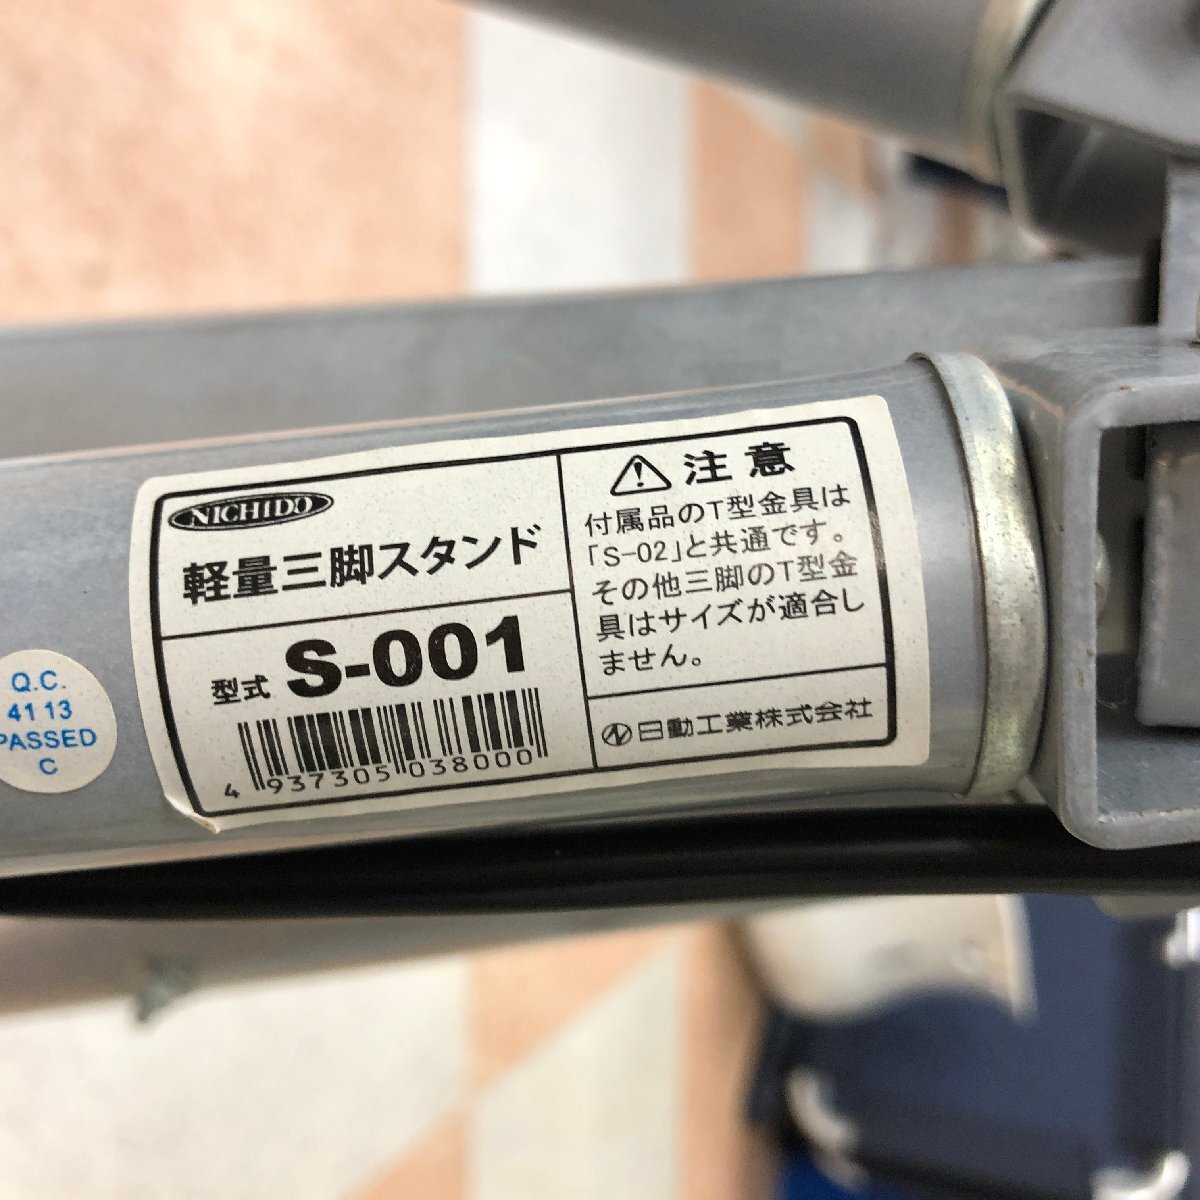 NICHIDO
軽量三脚スタンド
型式 S-001
4 937305 038000
注意
付属品のT型金具は
「S-02」と共通です。
その他三脚のT型金
具はサイズが適合し
ません。
日動工業株式会社
Q.C.
41 13
PASSED
C